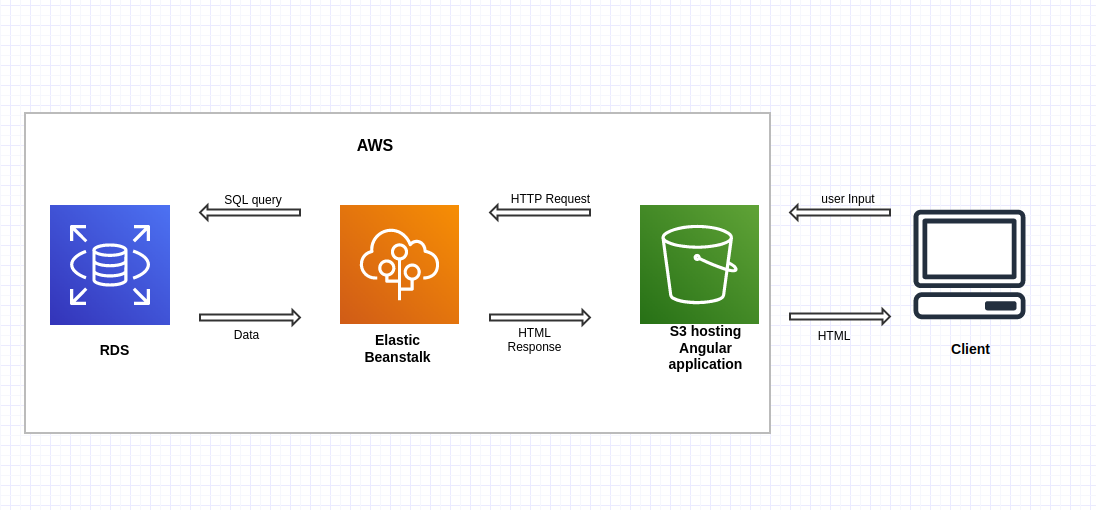 AWS
SQL query
HTTP Request
user Input
Data
HTML
Response
HTML
RDS
Elastic
Beanstalk
S3 hosting
Angular
application
Client